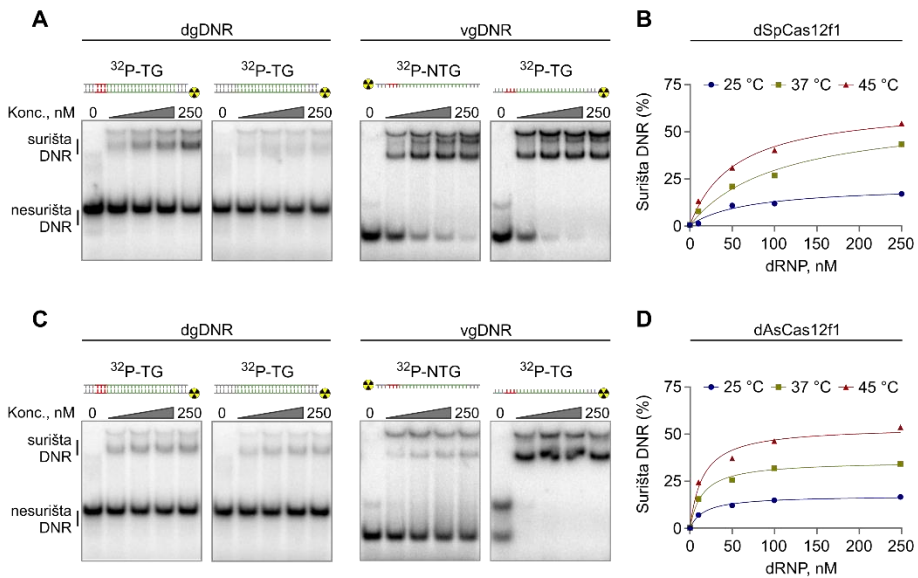 A
dgDNR
vgDNR
32P-TG
32P-TG
32P-NTG
32P-TG
Konc., nM
0
250
0
250
0
250
0
250
surišta
DNR
nesurišta
DNR
B
dSpCas12f1
25 °C
37 °C
45 °C
Surišta DNR (%)
75
50
25
0
0
50
100
150
200
250
dRNP, nM
C
dgDNR
vgDNR
32P-TG
32P-TG
32P-NTG
32P-TG
Konc., nM
0
250
0
250
0
250
0
250
surišta
DNR
nesurišta
DNR
D
dAsCas12f1
25 °C
37 °C
45 °C
Surišta DNR (%)
75
50
25
0
0
50
100
150
200
250
dRNP, nM